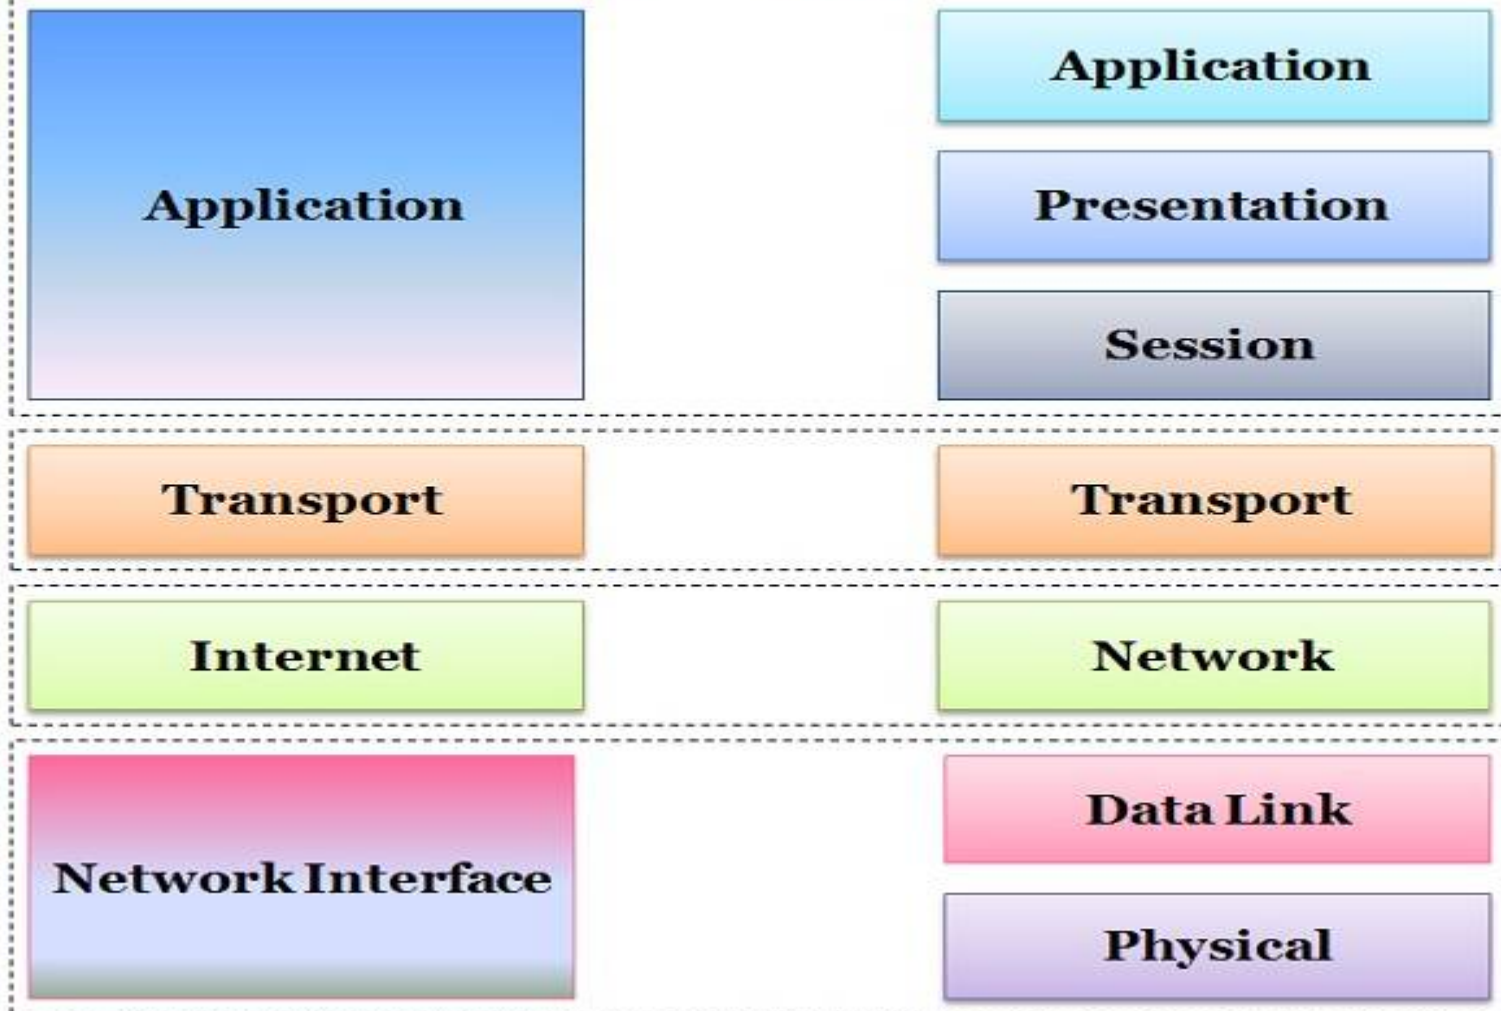 Application
Application
Presentation
Session
Transport
Transport
Internet
Network
Network Interface
Data Link
Physical